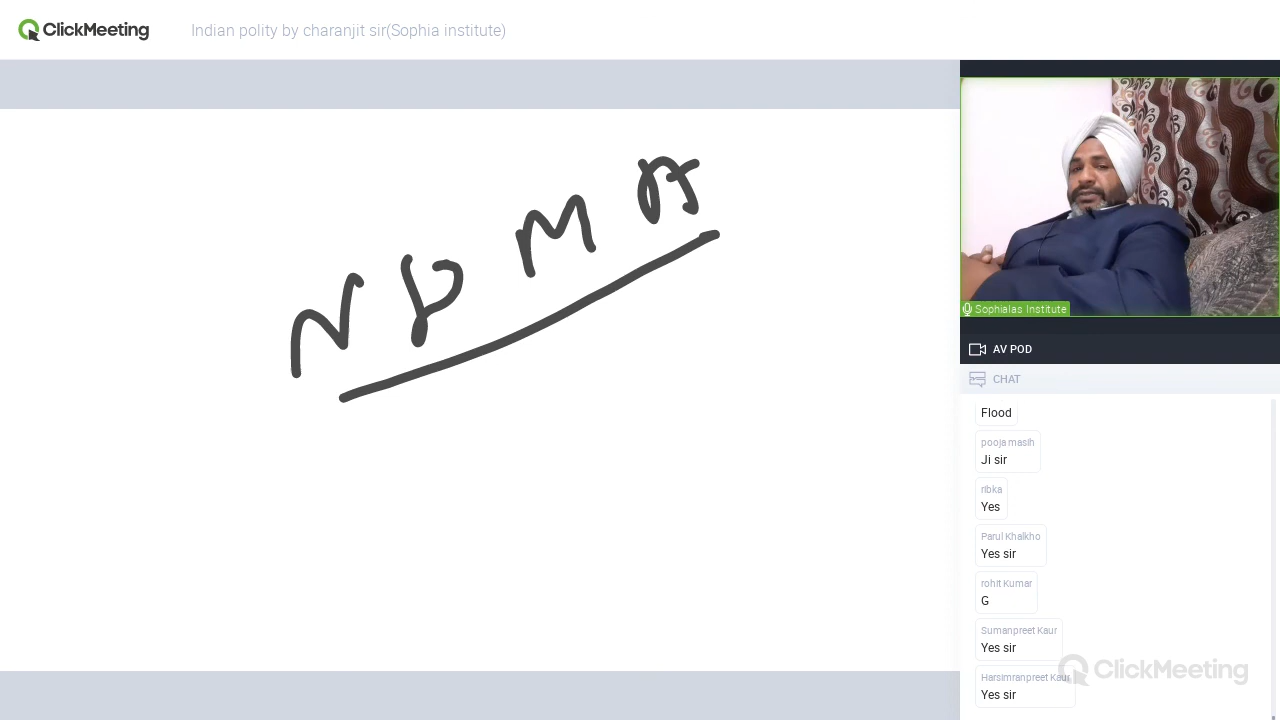 ClickMeeting
Indian polity by charanjit sir(Sophia institute)
NDMA
Sophialas Institute
AV POD
CHAT
Flood
pooja masih
Ji sir
ribka
Yes
Parul Khalkho
Yes sir
rohit Kumar
G
Sumanpreet Kaur
Yes sir
Harsimranpreet Kaur
Yes sir
ClickMeeting